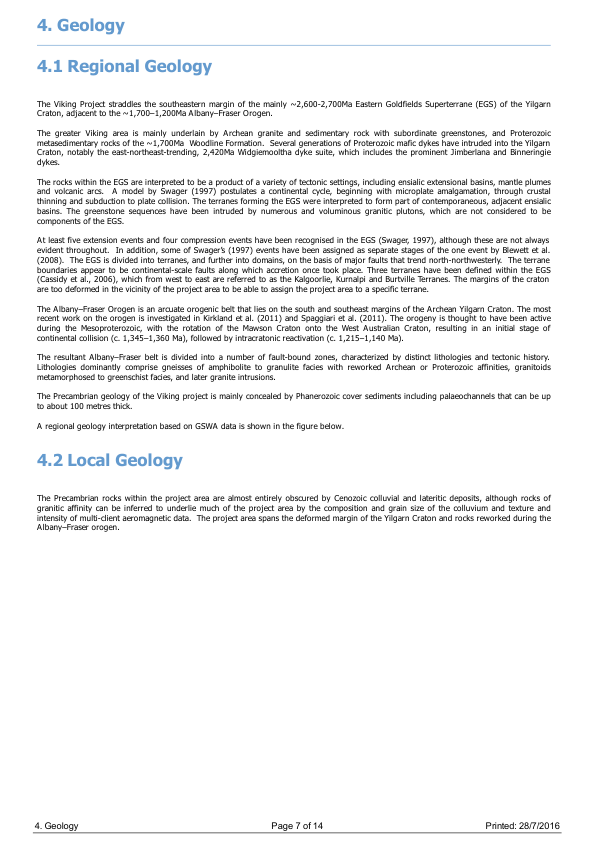 4. Geology
4.1 Regional Geology
The Viking Project straddles the southeastern margin of the mainly ~2,600-2,700Ma Eastern Goldfields Superterrane (EGS) of the Yilgarn
Craton, adjacent to the ~1,700–1,200Ma Albany–Fraser Orogen.
The greater Viking area is mainly underlain by Archean granite and sedimentary rock with subordinate greenstones, and Proterozoic
metasedimentary rocks of the ~1,700Ma Woodline Formation. Several generations of Proterozoic mafic dykes have intruded into the Yilgarn
Craton, notably the east-northeast-trending, 2,420Ma Widgiemooltha dyke suite, which includes the prominent Jimberlana and Binneringie
dykes.
The rocks within the EGS are interpreted to be a product of a variety of tectonic settings, including ensialic extensional basins, mantle plumes
and volcanic arcs. A model by Swager (1997) postulates a continental cycle, beginning with microplate amalgamation, through crustal
thinning and subduction to plate collision. The terranes forming the EGS were interpreted to form part of contemporaneous, adjacent ensialic
basins. The greenstone sequences have been intruded by numerous and voluminous granitic plutons, which are not considered to be
components of the EGS.
At least five extension events and four compression events have been recognised in the EGS (Swager, 1997), although these are not always
evident throughout. In addition, some of Swager's (1997) events have been assigned as separate stages of the one event by Blewett et al.
(2008). The EGS is divided into terranes, and further into domains, on the basis of major faults that trend north-northwesterly. The terrane
boundaries appear to be continental-scale faults along which accretion once took place. Three terranes have been defined within the EGS
(Cassidy et al., 2006), which from west to east are referred to as the Kalgoorlie, Kurnalpi and Burtville Terranes. The margins of the craton
are too deformed in the vicinity of the project area to be able to assign the project area to a specific terrane.
The Albany–Fraser Orogen is an arcuate orogenic belt that lies on the south and southeast margins of the Archean Yilgarn Craton. The most
recent work on the orogen is investigated in Kirkland et al. (2011) and Spaggiari et al. (2011). The orogeny is thought to have been active
during the Mesoproterozoic, with the rotation of the Mawson Craton onto the West Australian Craton, resulting in an initial stage of
continental collision (c. 1,345–1,360 Ma), followed by intracratonic reactivation (c. 1,215–1,140 Ma).
The resultant Albany–Fraser belt is divided into a number of fault-bound zones, characterized by distinct lithologies and tectonic history.
Lithologies dominantly comprise gneisses of amphibolite to granulite facies with reworked Archean or Proterozoic affinities, granitoids
metamorphosed to greenschist facies, and later granite intrusions.
The Precambrian geology of the Viking project is mainly concealed by Phanerozoic cover sediments including palaeochannels that can be up
to about 100 metres thick.
A regional geology interpretation based on GSWA data is shown in the figure below.
4.2 Local Geology
The Precambrian rocks within the project area are almost entirely obscured by Cenozoic colluvial and lateritic deposits, although rocks of
granitic affinity can be inferred to underlie much of the project area by the composition and grain size of the colluvium and texture and
intensity of multi-client aeromagnetic data. The project area spans the deformed margin of the Yilgarn Craton and rocks reworked during the
Albany–Fraser orogen.
4. Geology Page 7 of 14 Printed: 28/7/2016